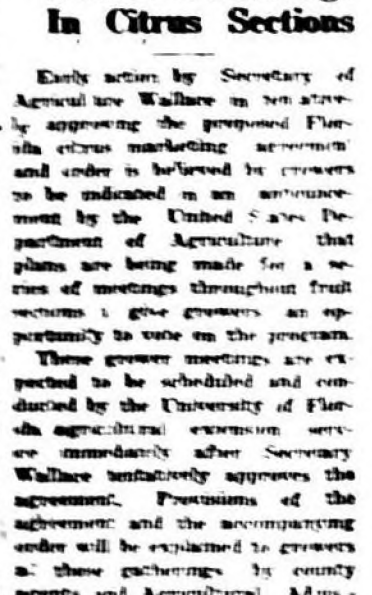 In Citrus Sections
Early action by Secretary of
Agriculture Wallace in tentative-
ly approving the proposed Flor-
ida citrus marketing agreement
and order is believed by growers
to be indicated in an announce-
ment by the United States De-
partment of Agriculture that
plans are being made for a se-
ries of meetings throughout fruit
sections to give growers an op-
portunity to vote on the program.
These grower meetings are ex-
pected to be scheduled and con-
ducted by the University of Flor-
ida agricultural extension serv-
ice immediately after Secretary
Wallace tentatively approves the
agreement. Provisions of the
agreement and the accompanying
order will be explained to growers
at these gatherings by county
agents and Agricultural Adjus-